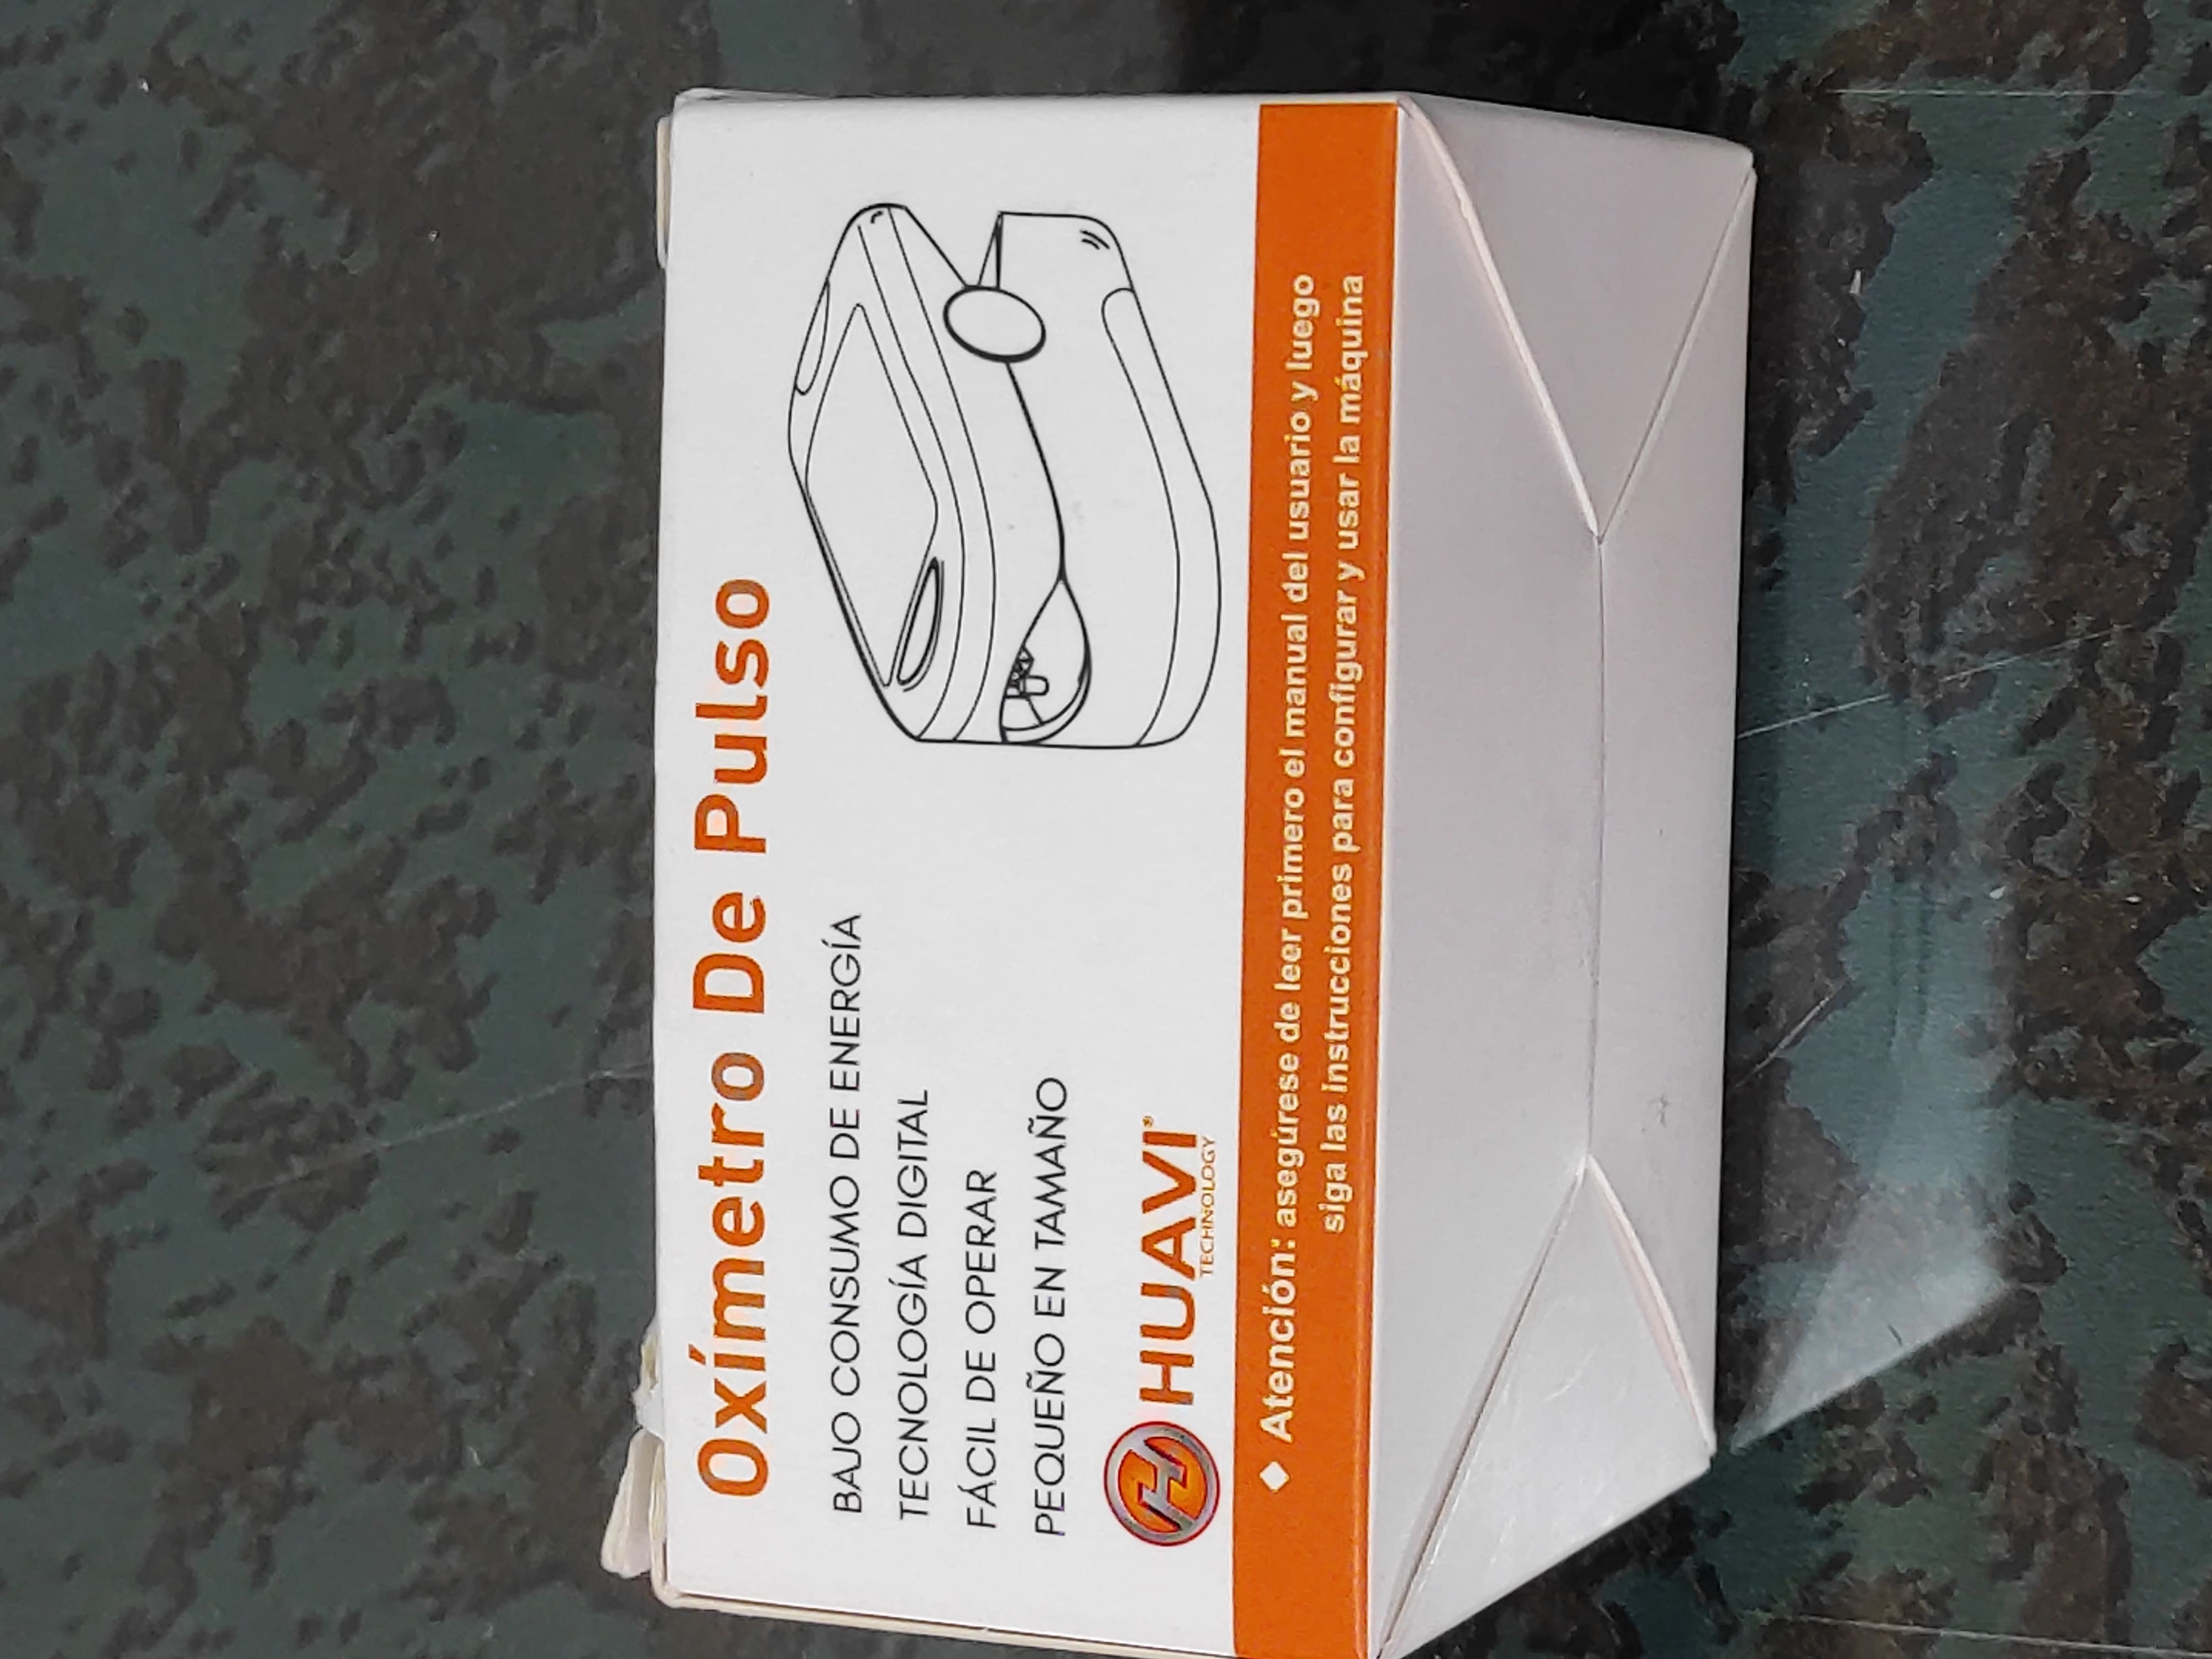 Oxímetro De Pulso
BAJO CONSUMO DE ENERGÍA
TECNOLOGÍA DIGITAL
FÁCIL DE OPERAR
PEQUEÑO EN TAMAÑO
HUAVI
TECHNOLOGY
◆ Atención: asegúrese de leer primero el manual del usuario y luego
siga las instrucciones para configurar y usar la máquina